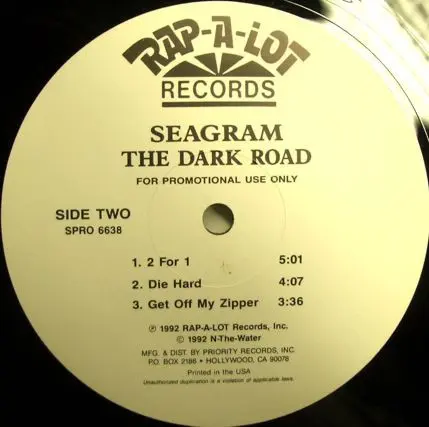 RAP-A-LOT
RECORDS
SEAGRAM
THE DARK ROAD
FOR PROMOTIONAL USE ONLY
SIDE TWO
SPRO 6638
1. 2 For 1 5:01
2. Die Hard 4:07
3. Get Off My Zipper 3:36
℗ 1992 RAP-A-LOT Records, Inc.
© 1992 N-The-Water
MFG. & DIST. BY PRIORITY RECORDS, INC.
P.O. BOX 2186 • HOLLYWOOD, CA 90078
Printed in the USA
Unauthorized duplication is a violation of applicable laws.